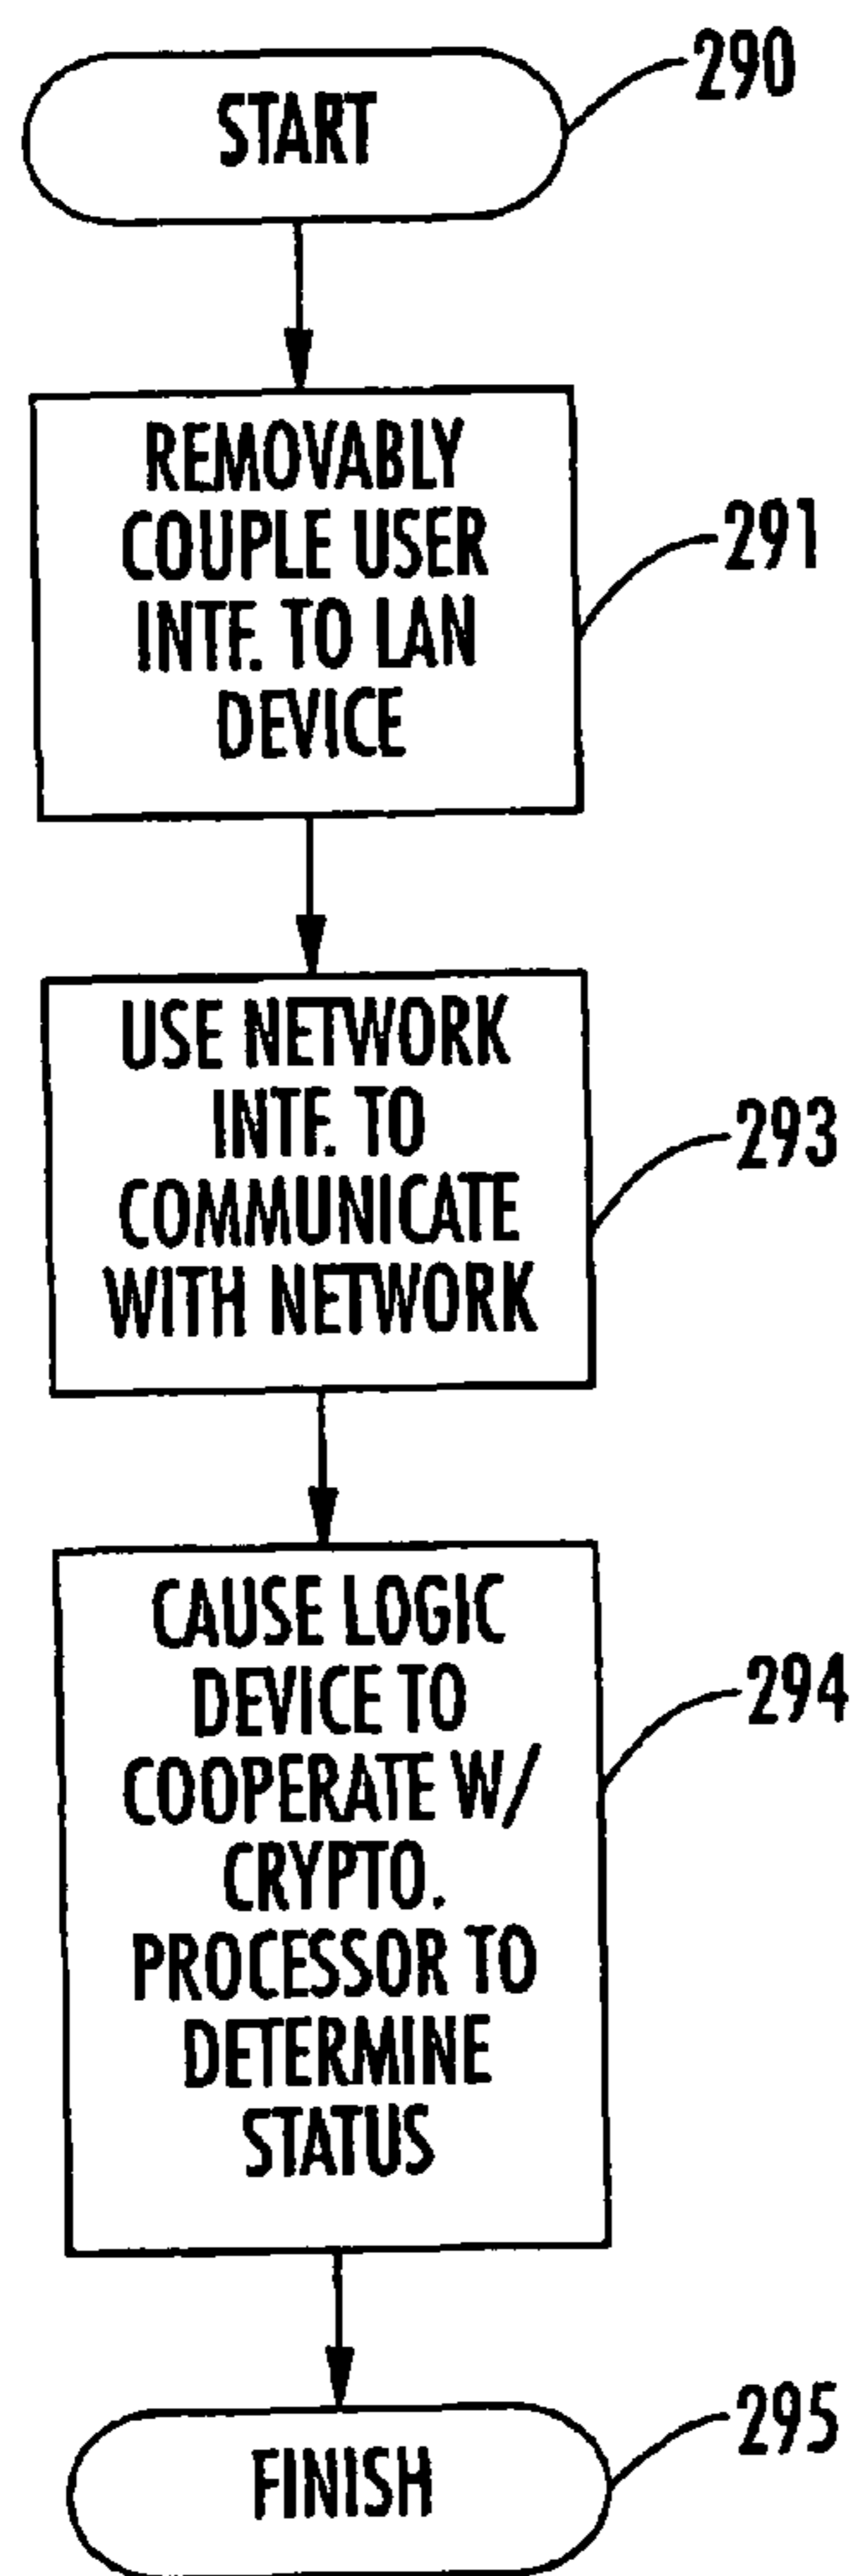 START
290
REMOVABLY
COUPLE USER
INTF. TO LAN
DEVICE
291
USE NETWORK
INTF. TO
COMMUNICATE
WITH NETWORK
293
CAUSE LOGIC
DEVICE TO
COOPERATE W/
CRYPTO.
PROCESSOR TO
DETERMINE
STATUS
294
FINISH
295